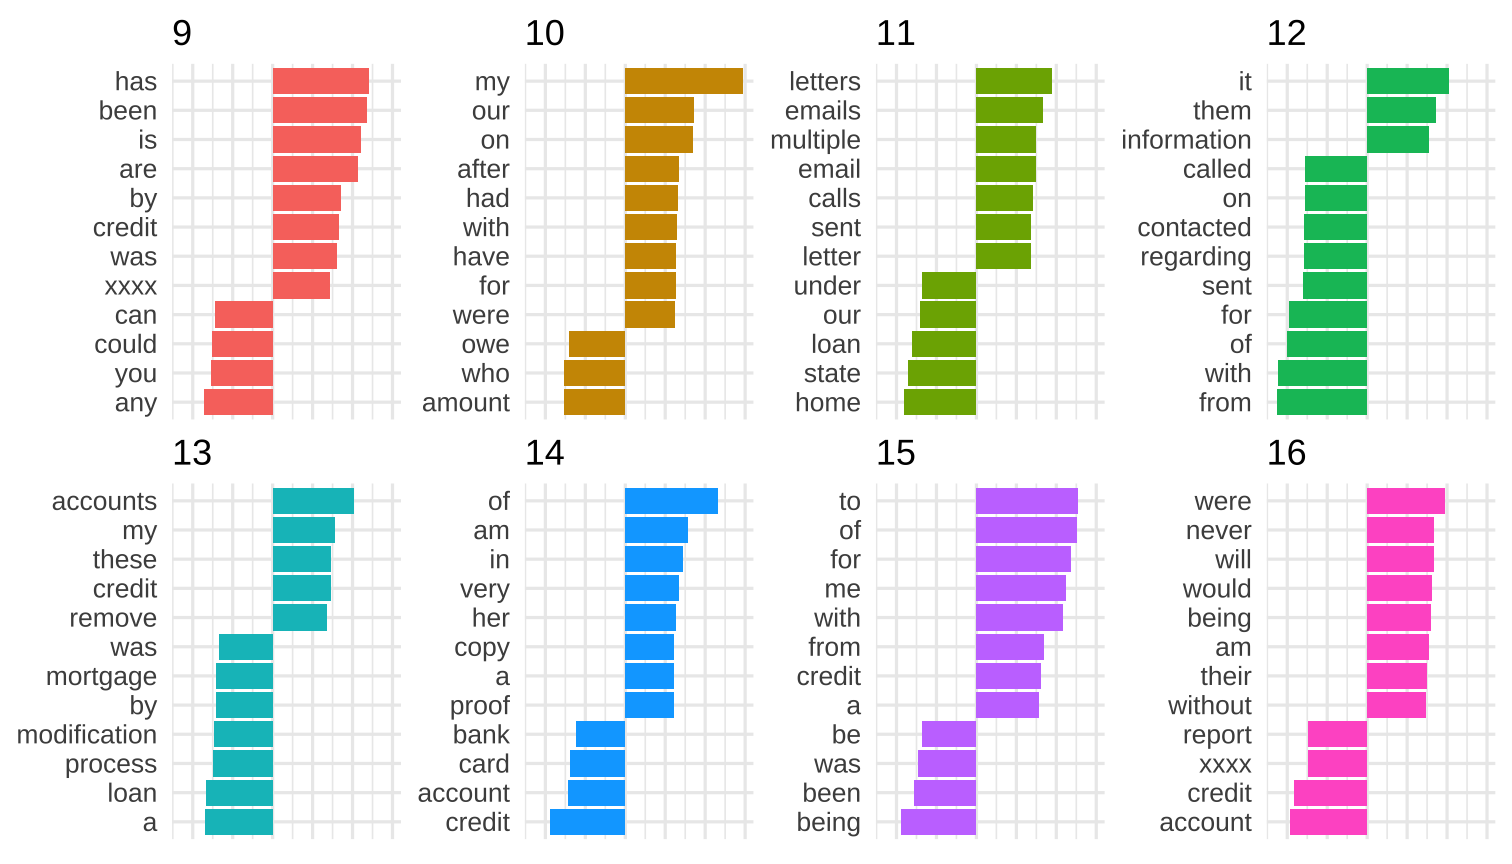 9
has
been
is
are
by
credit
was
xxxx
can
could
you
any
10
my
our
on
after
had
with
have
for
were
owe
who
amount
11
letters
emails
multiple
email
calls
sent
letter
under
our
loan
state
home
12
it
them
information
called
on
contacted
regarding
sent
for
of
with
from
13
accounts
my
these
credit
remove
was
mortgage
by
modification
process
loan
a
14
of
am
in
very
her
copy
a
proof
bank
card
account
credit
15
to
of
for
me
with
from
credit
a
be
was
been
being
16
were
never
will
would
being
am
their
without
report
xxxx
credit
account